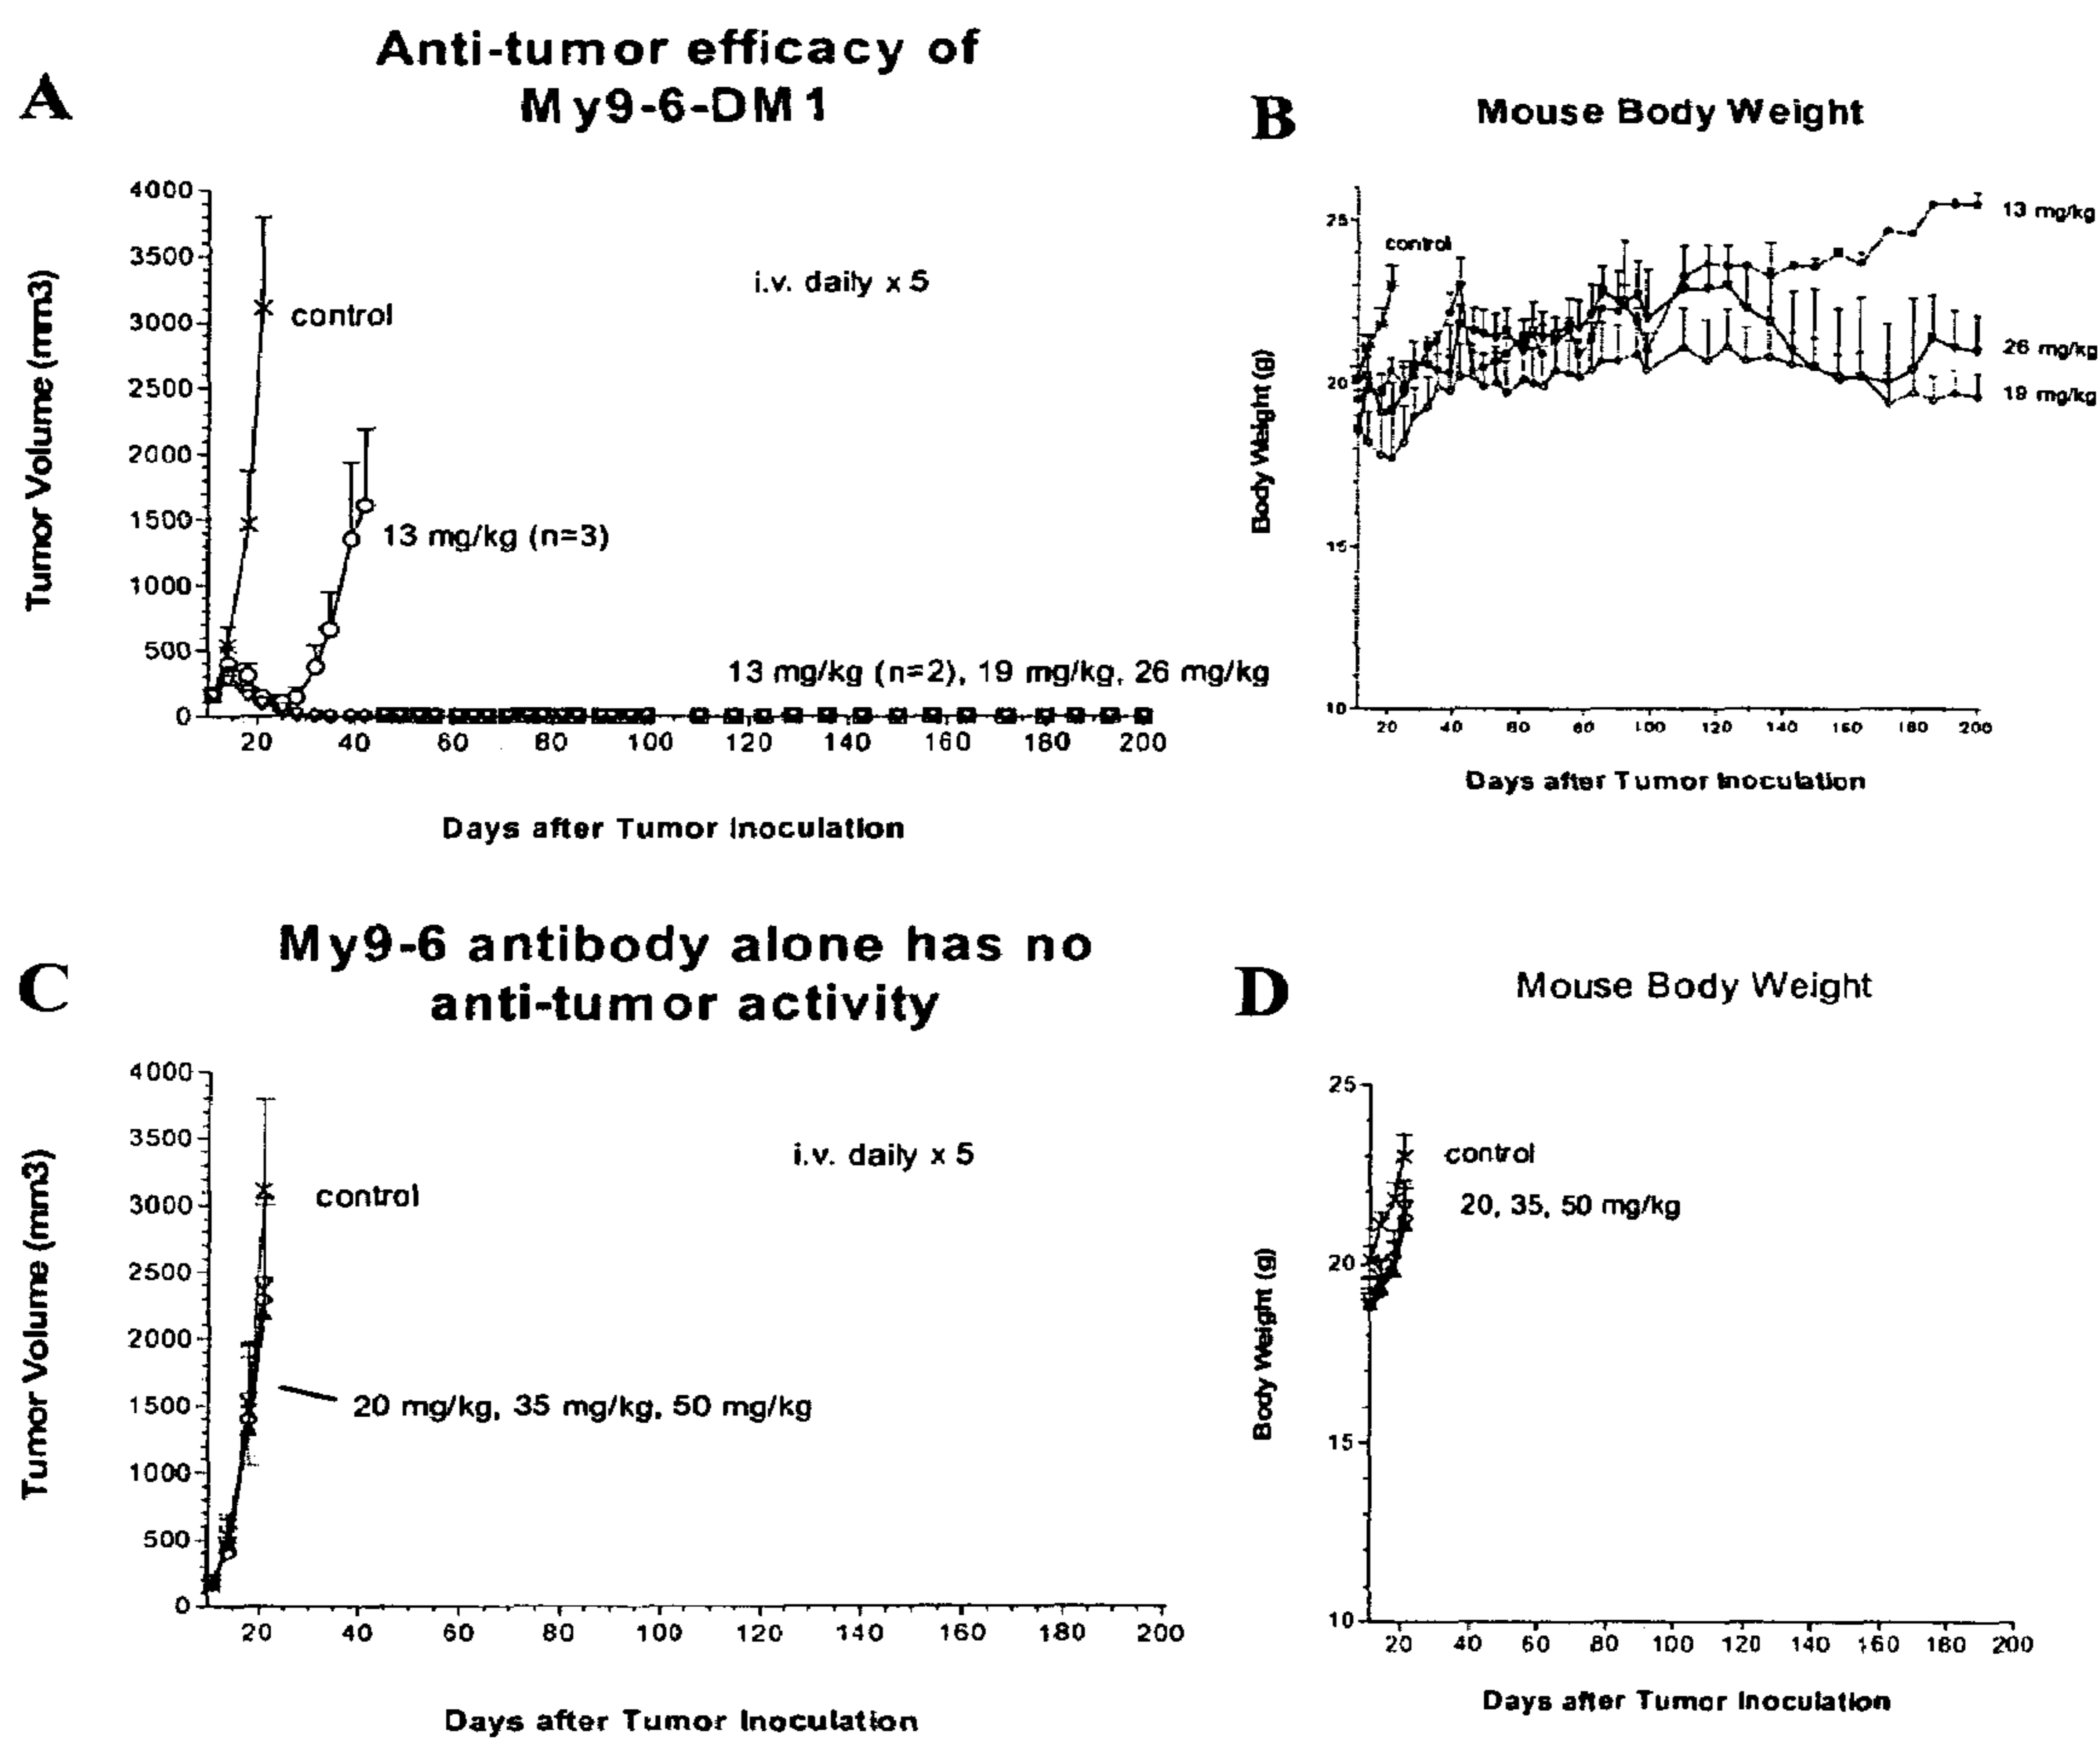 A
Anti-tumor efficacy of
My9-6-DM1
4000
3500
3000
2500
2000
1500
1000
500
0
Tumor Volume (mm3)
control
i.v. daily x 5
13 mg/kg (n=3)
13 mg/kg (n=2), 19 mg/kg, 26 mg/kg
20 40 60 80 100 120 140 160 180 200
Days after Tumor Inoculation
B
Mouse Body Weight
25
20
15
10
Body Weight (g)
control
13 mg/kg
26 mg/kg
19 mg/kg
20 40 60 80 100 120 140 160 180 200
Days after Tumor Inoculation
C
My9-6 antibody alone has no
anti-tumor activity
4000
3500
3000
2500
2000
1500
1000
500
0
Tumor Volume (mm3)
control
i.v. daily x 5
20 mg/kg, 35 mg/kg, 50 mg/kg
20 40 60 80 100 120 140 160 180 200
Days after Tumor Inoculation
D
Mouse Body Weight
25
20
15
10
Body Weight (g)
control
20, 35, 50 mg/kg
20 40 60 80 100 120 140 160 180 200
Days after Tumor Inoculation